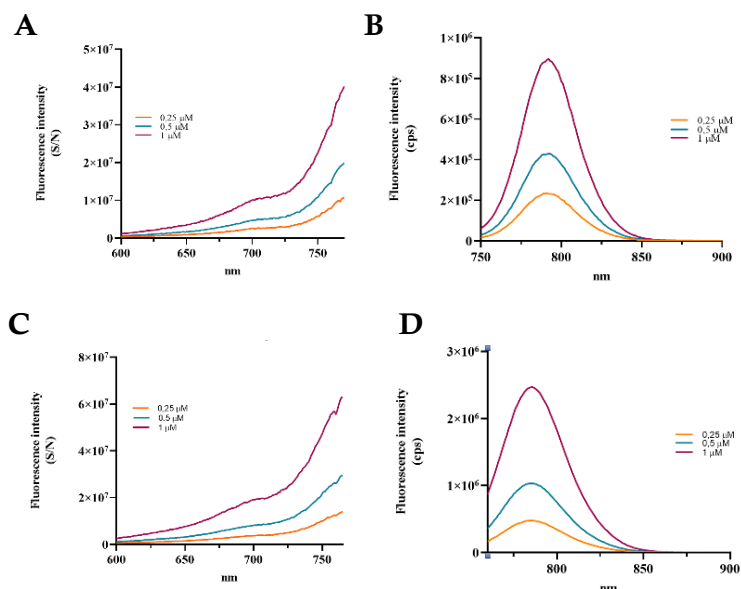 A
Fluorescence intensity
(S/N)
5×10⁷
4×10⁷
3×10⁷
2×10⁷
1×10⁷
0
0,25 μM
0,5 μM
1 μM
600
650
700
750
nm
B
Fluorescence intensity
(cps)
1×10⁶
8×10⁵
6×10⁵
4×10⁵
2×10⁵
0
0,25 μM
0,5 μM
1 μM
750
800
850
900
nm
C
Fluorescence intensity
(S/N)
8×10⁷
6×10⁷
4×10⁷
2×10⁷
0
0,25 μM
0,5 μM
1 μM
600
650
700
750
nm
D
Fluorescence intensity
(cps)
3×10⁶
2×10⁶
1×10⁶
0
0,25 μM
0,5 μM
1 μM
800
850
900
nm